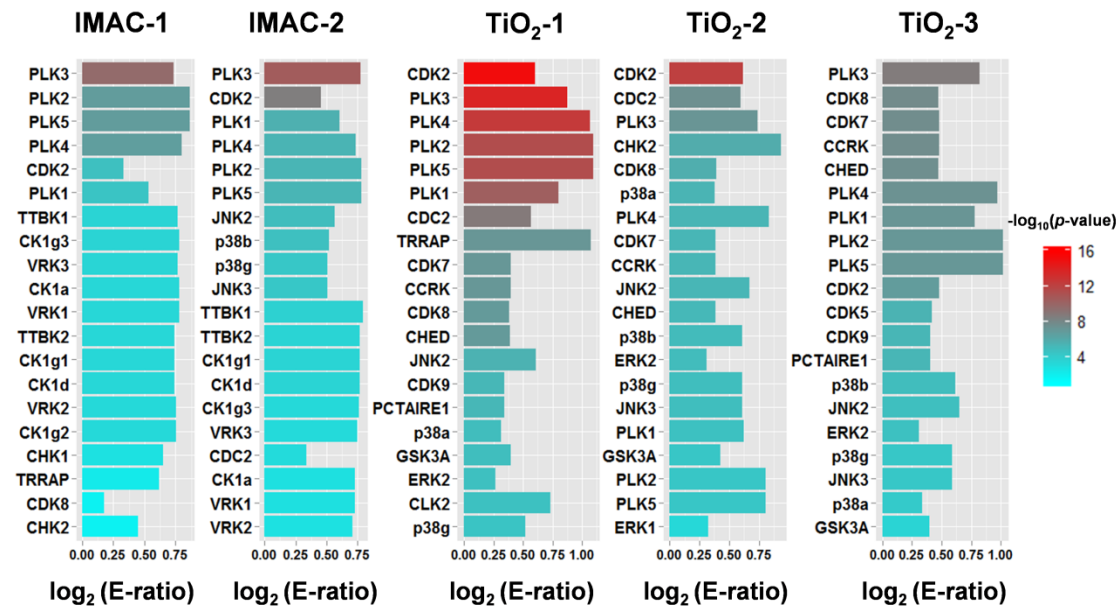 IMAC-1
PLK3
PLK2
PLK5
PLK4
CDK2
PLK1
TTBK1
CK1g3
VRK3
CK1a
VRK1
TTBK2
CK1g1
CK1d
VRK2
CK1g2
CHK1
TRRAP
CDK8
CHK2
0.00 0.25 0.50 0.75
log2 (E-ratio)
IMAC-2
PLK3
CDK2
PLK1
PLK4
PLK2
PLK5
JNK2
p38b
p38g
JNK3
TTBK1
TTBK2
CK1g1
CK1d
CK1g3
VRK3
CDC2
CK1a
VRK1
VRK2
0.00 0.25 0.50 0.75
log2 (E-ratio)
TiO2-1
CDK2
PLK3
PLK4
PLK2
PLK5
PLK1
CDC2
TRRAP
CDK7
CCRK
CDK8
CHED
JNK2
CDK9
PCTAIRE1
p38a
GSK3A
ERK2
CLK2
p38g
0.00 0.25 0.50 0.75 1.00
log2 (E-ratio)
TiO2-2
CDK2
CDC2
PLK3
CHK2
CDK8
p38a
PLK4
CDK7
CCRK
JNK2
CHED
p38b
ERK2
p38g
JNK3
PLK1
GSK3A
PLK2
PLK5
ERK1
0.00 0.25 0.50 0.75
log2 (E-ratio)
TiO2-3
PLK3
CDK8
CDK7
CCRK
CHED
PLK4
PLK1
PLK2
PLK5
CDK2
CDK5
CDK9
PCTAIRE1
p38b
JNK2
ERK2
p38g
JNK3
p38a
GSK3A
0.00 0.25 0.50 0.75 1.00
log2 (E-ratio)
-log10(p-value)
16
12
8
4